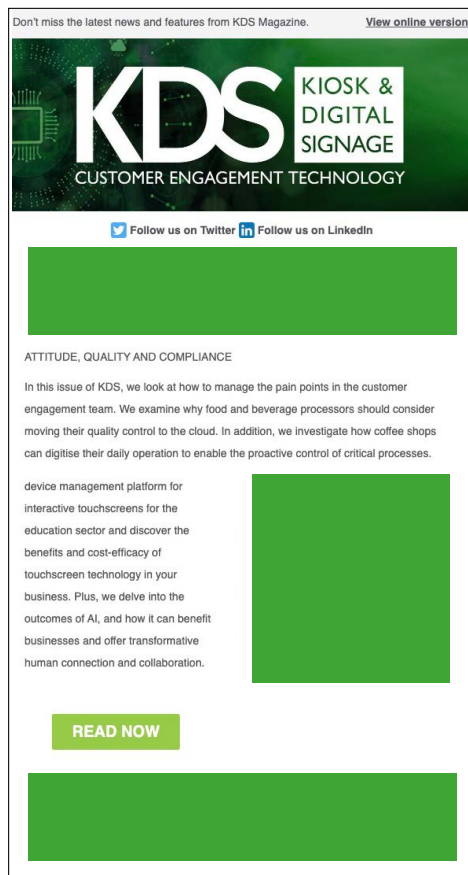 Don't miss the latest news and features from KDS Magazine.
View online version
KDS
KIOSK &
DIGITAL
SIGNAGE
CUSTOMER ENGAGEMENT TECHNOLOGY
Follow us on Twitter in Follow us on LinkedIn
ATTITUDE, QUALITY AND COMPLIANCE
In this issue of KDS, we look at how to manage the pain points in the customer
engagement team. We examine why food and beverage processors should consider
moving their quality control to the cloud. In addition, we investigate how coffee shops
can digitise their daily operation to enable the proactive control of critical processes.
device management platform for
interactive touchscreens for the
education sector and discover the
benefits and cost-efficacy of
touchscreen technology in your
business. Plus, we delve into the
outcomes of AI, and how it can benefit
businesses and offer transformative
human connection and collaboration.
READ NOW